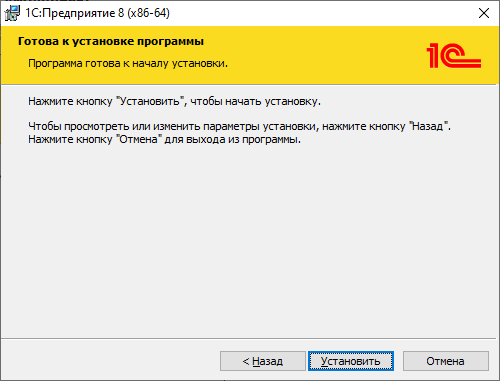 1С:Предприятие 8 (x86-64)
Готова к установке программы
Программа готова к началу установки.
1С
Нажмите кнопку "Установить", чтобы начать установку.
Чтобы просмотреть или изменить параметры установки, нажмите кнопку "Назад".
Нажмите кнопку "Отмена" для выхода из программы.
< Назад
Установить
Отмена